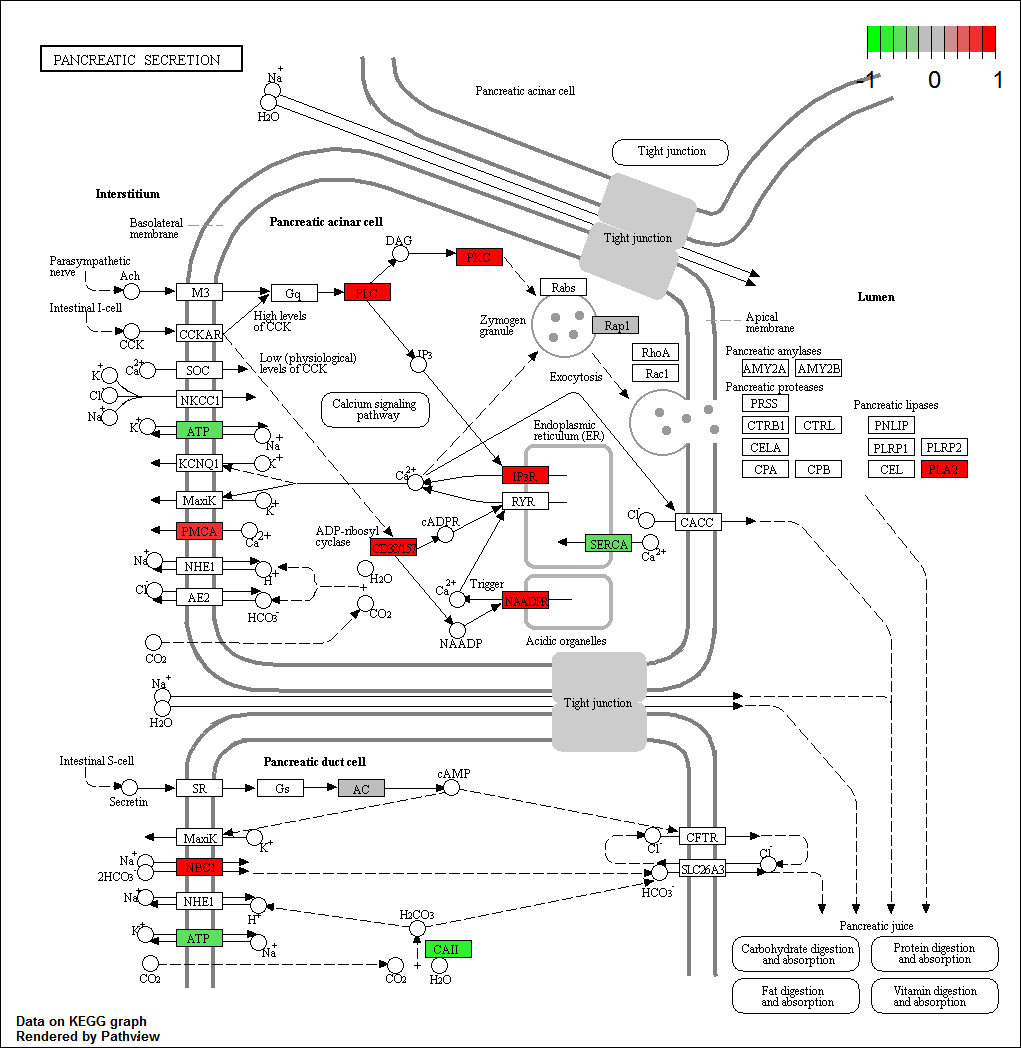 PANCREATIC SECRETION
-1 0 1
Na+
H2O
Pancreatic acinar cell
Tight junction
Interstitium
Basolateral
membrane
Pancreatic acinar cell
Tight junction
DAG
PKC
Parasympathetic
nerve
Ach
M3
Gq
PLC
Rabs
Lumen
Intestinal I-cell
CCK
CCKAR
High levels
of CCK
Zymogen
granule
Rap1
Apical
membrane
IP3
RhoA
Rac1
Low (physiological)
levels of CCK
Exocytosis
Pancreatic amylases
AMY2A
AMY2B
Pancreatic proteases
Ca2+
SOC
K+
Cl-
Na+
NKCC1
Calcium signaling
pathway
PRSS
CTRB1
CTRL
CELA
CPA
CPB
Pancreatic lipases
PNLIP
PLRP1
PLRP2
CEL
PLA2
K+
ATP
Na+
Endoplasmic
reticulum (ER)
KCNQ1
K+
Ca2+
IP3R
MaxiK
K+
RYR
PMCA
Ca2+
ADP-ribosyl
cyclase
cADPR
CD38/157
Cl-
CACC
SERCA
Ca2+
Na+
NHE1
H+
H2O
Cl-
AE2
HCO3-
CO2
Ca2+
Trigger
NAADPR
NAADP
Acidic organelles
CO2
Na+
H2O
Tight junction
Intestinal S-cell
Pancreatic duct cell
Secretin
SR
Gs
AC
cAMP
MaxiK
K+
Cl-
CFTR
Cl-
Na+
2HCO3-
NBC1
HCO3-
SLC26A3
Na+
NHE1
H+
H2CO3
K+
ATP
Na+
CAII
CO2
CO2
H2O
Pancreatic juice
Carbohydrate digestion
and absorption
Protein digestion
and absorption
Fat digestion
and absorption
Vitamin digestion
and absorption
Data on KEGG graph
Rendered by Pathview